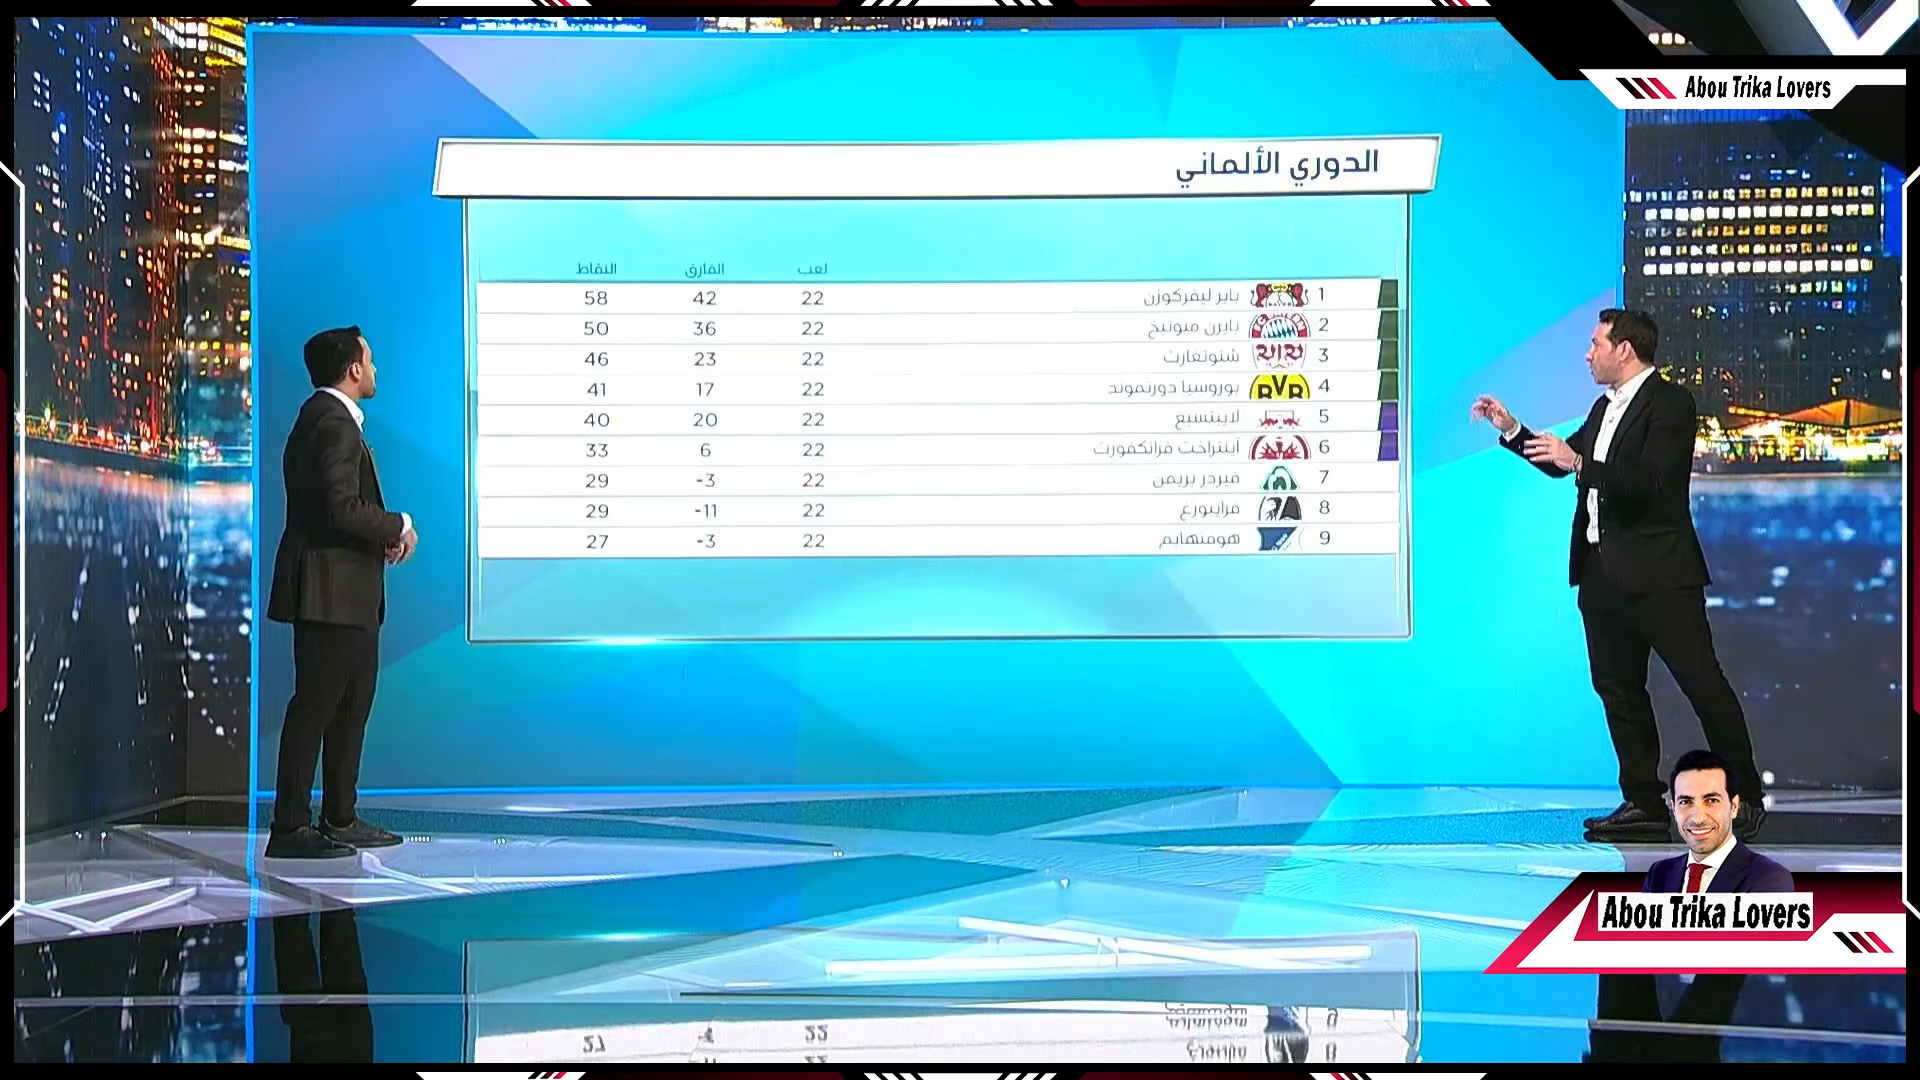 Abou Trika Lovers
الدوري الألماني
لعب الفارق النقاط
1 باير ليفركوزن 22 42 58
2 بايرن ميونيخ 22 36 50
3 شتوتغارت 22 23 46
4 بوروسيا دورتموند 22 17 41
5 لايبتسيغ 22 20 40
6 آينتراخت فرانكفورت 22 6 33
7 فيردر بريمن 22 -3 29
8 فرايبورغ 22 -11 29
9 هوفنهايم 22 -3 27
Abou Trika Lovers